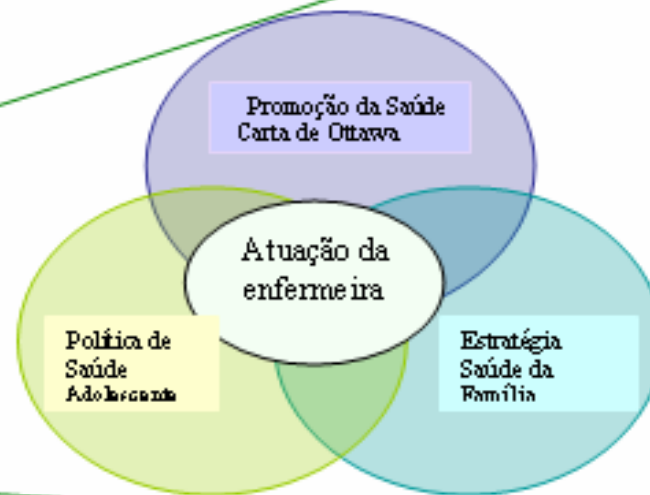 Promoção da Saúde
Carta de Ottawa
Atuação da
enfermeira
Política de
Saúde
Adolescente
Estratégia
Saúde da
Família